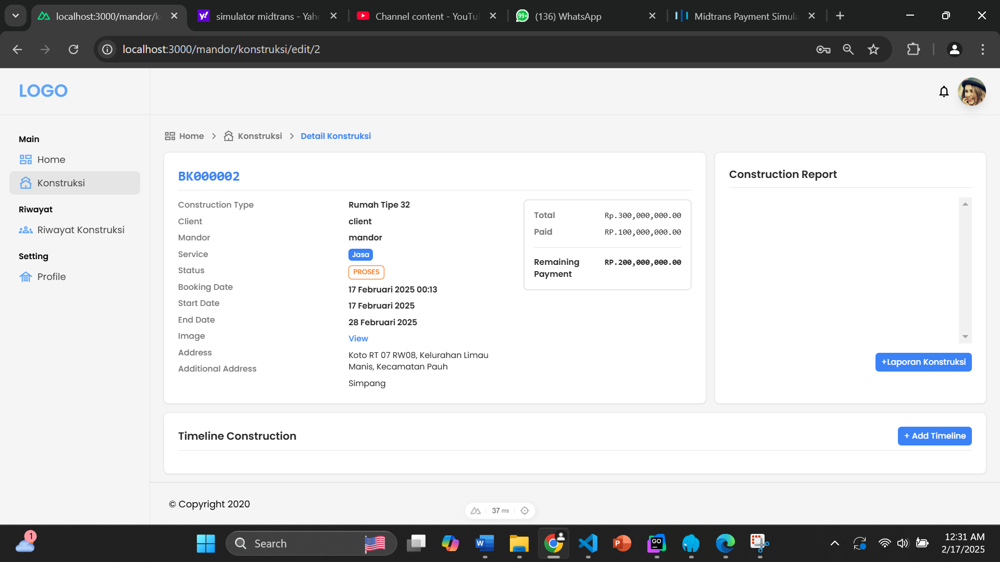 localhost:3000/mandor/k
simulator midtrans - Yah
Channel content - YouTu
99+
(136) WhatsApp
Midtrans Payment Simula
localhost:3000/mandor/konstruksi/edit/2
LOGO
Main
Home
Konstruksi
Riwayat
Riwayat Konstruksi
Setting
Profile
Home
Konstruksi
Detail Konstruksi
BK000002
Construction Type
Rumah Tipe 32
Client
client
Mandor
mandor
Service
Jasa
Status
PROSES
Booking Date
17 Februari 2025 00:13
Start Date
17 Februari 2025
End Date
28 Februari 2025
Image
View
Address
Koto RT 07 RW08, Kelurahan Limau
Manis, Kecamatan Pauh
Additional Address
Simpang
Total
Rp.300,000,000.00
Paid
RP.100,000,000.00
Remaining
Payment
RP.200,000,000.00
Construction Report
+Laporan Konstruksi
Timeline Construction
+ Add Timeline
© Copyright 2020
37 ms
1
Search
W
P
GO
12:31 AM
2/17/2025